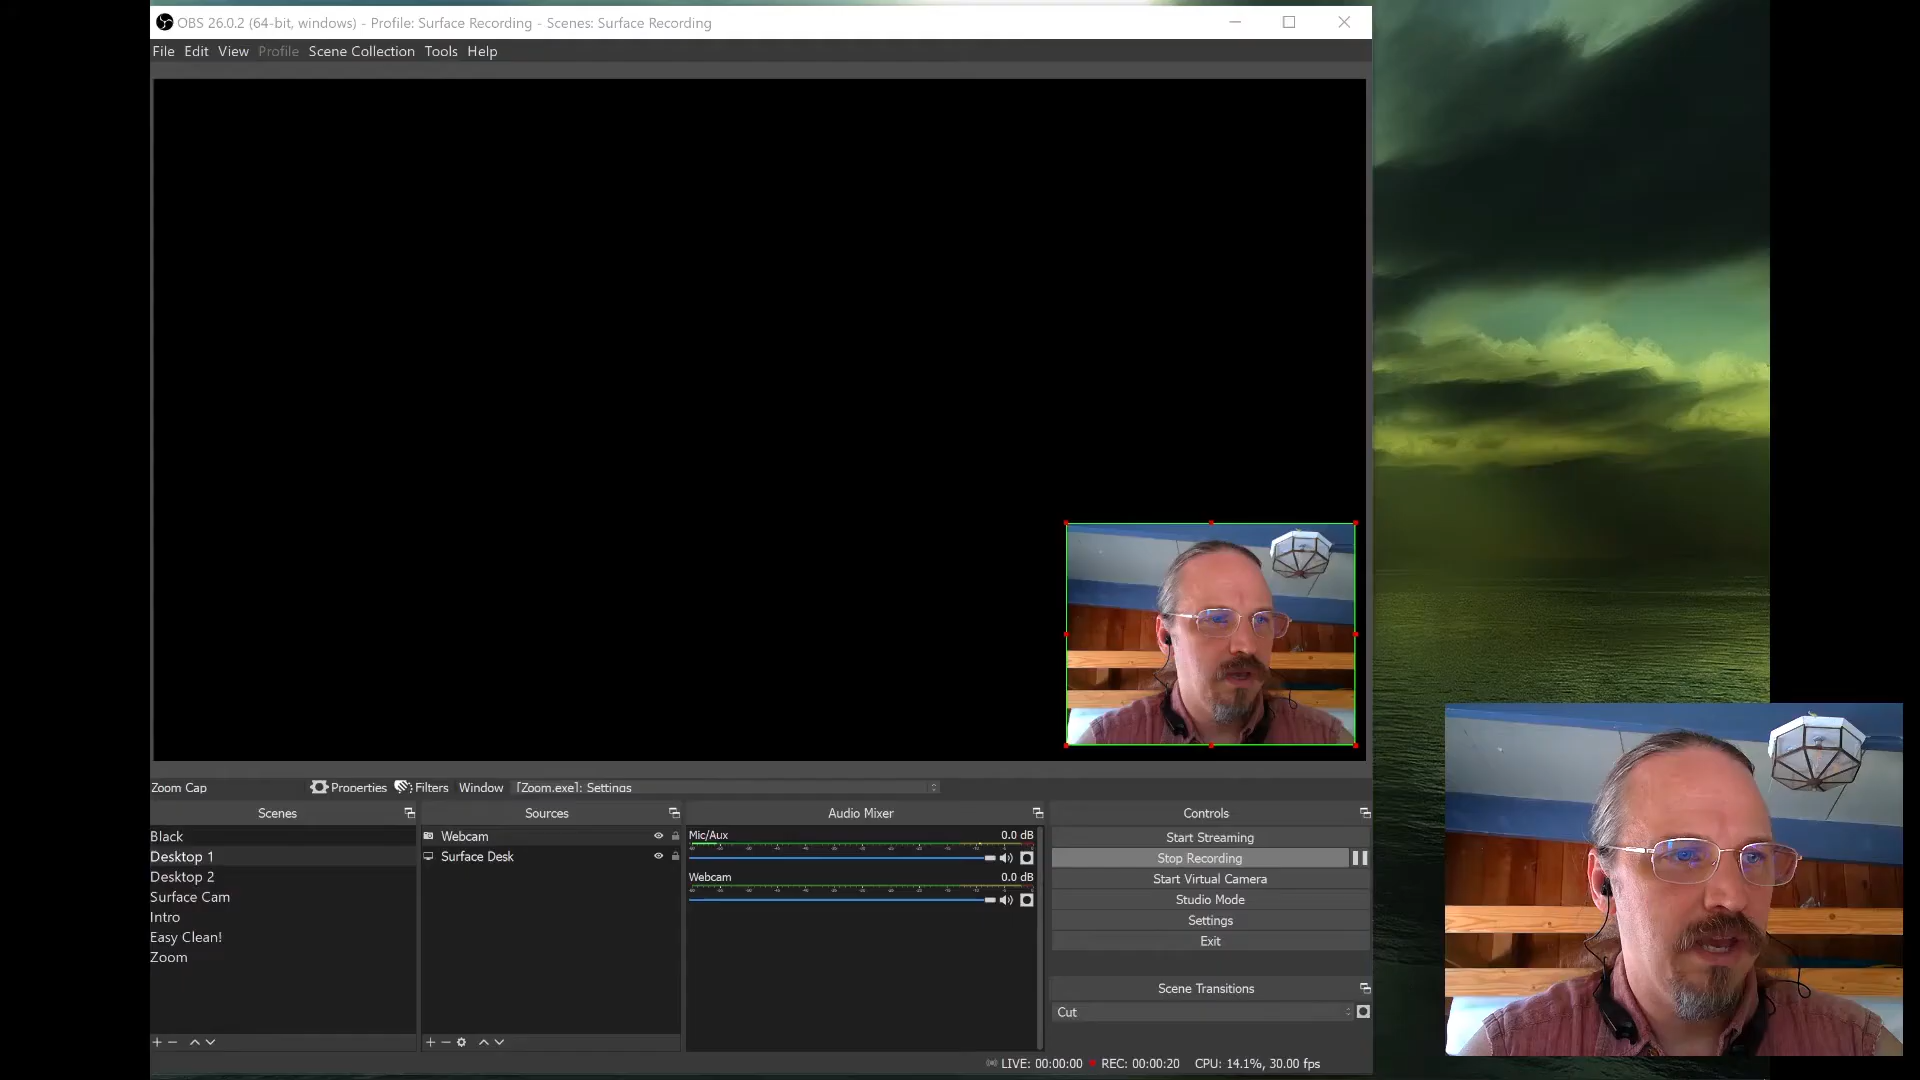 OBS 26.0.2 (64-bit, windows) - Profile: Surface Recording - Scenes: Surface Recording
File Edit View Profile Scene Collection Tools Help
Zoom Cap Properties Filters Window [Zoom.exe]: Settings
Scenes
Black
Desktop 1
Desktop 2
Surface Cam
Intro
Easy Clean!
Zoom
Sources
Webcam
Surface Desk
Audio Mixer
Mic/Aux 0.0 dB
Webcam 0.0 dB
Controls
Start Streaming
Stop Recording
Start Virtual Camera
Studio Mode
Settings
Exit
Scene Transitions
Cut
LIVE: 00:00:00 REC: 00:00:20 CPU: 14.1%, 30.00 fps